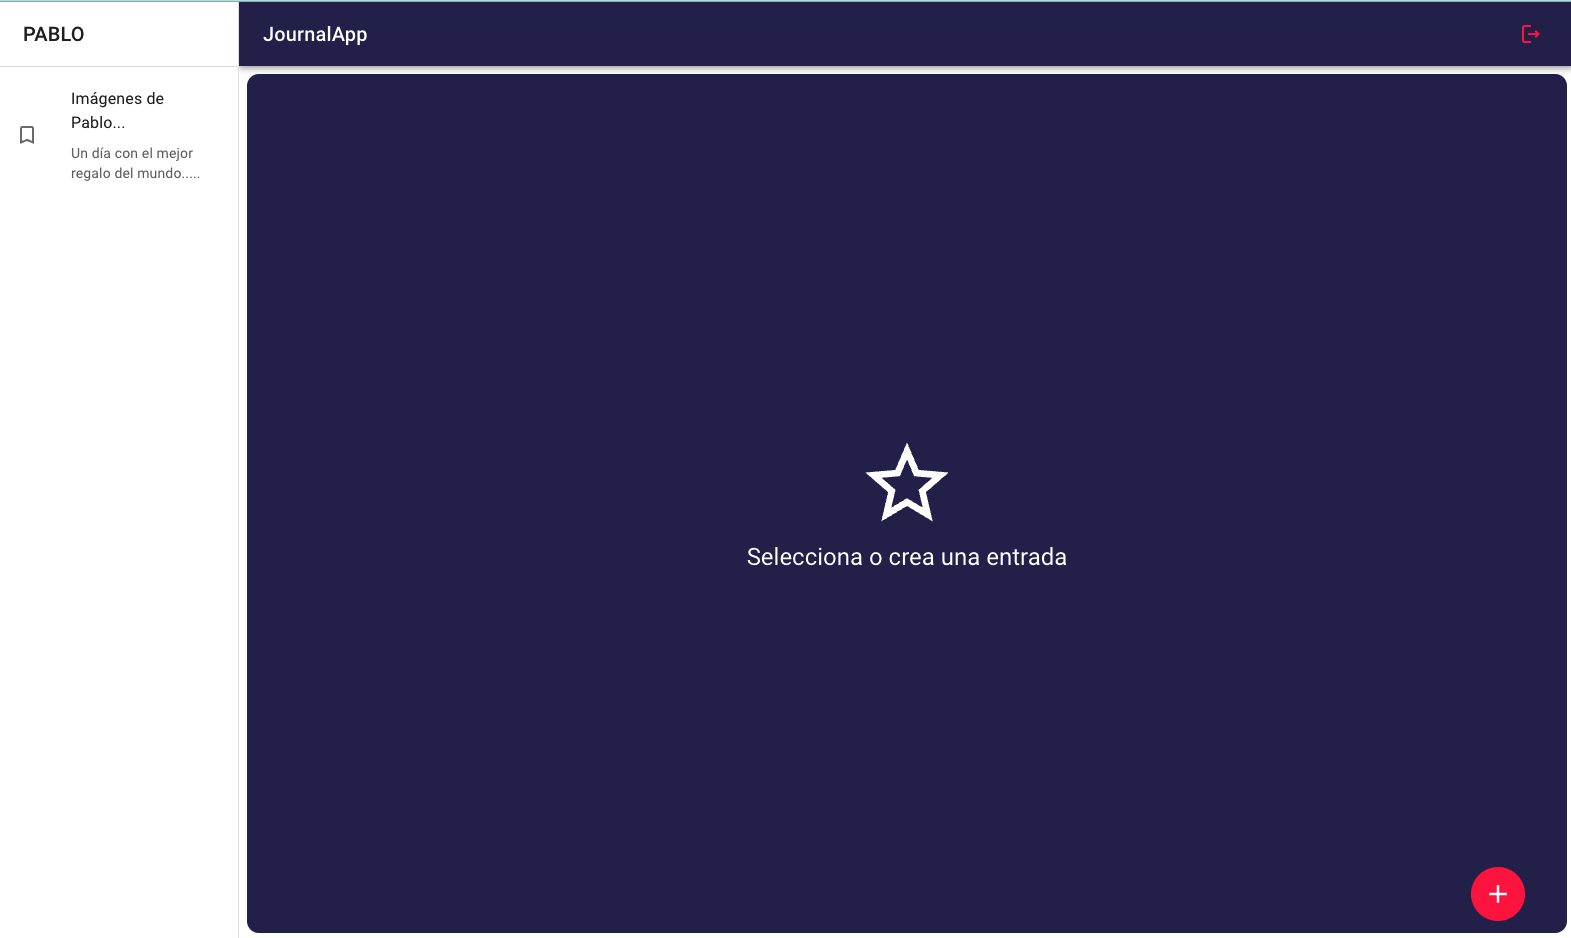 PABLO
JournalApp
Imágenes de
Pablo...
Un día con el mejor
regalo del mundo.....
Selecciona o crea una entrada